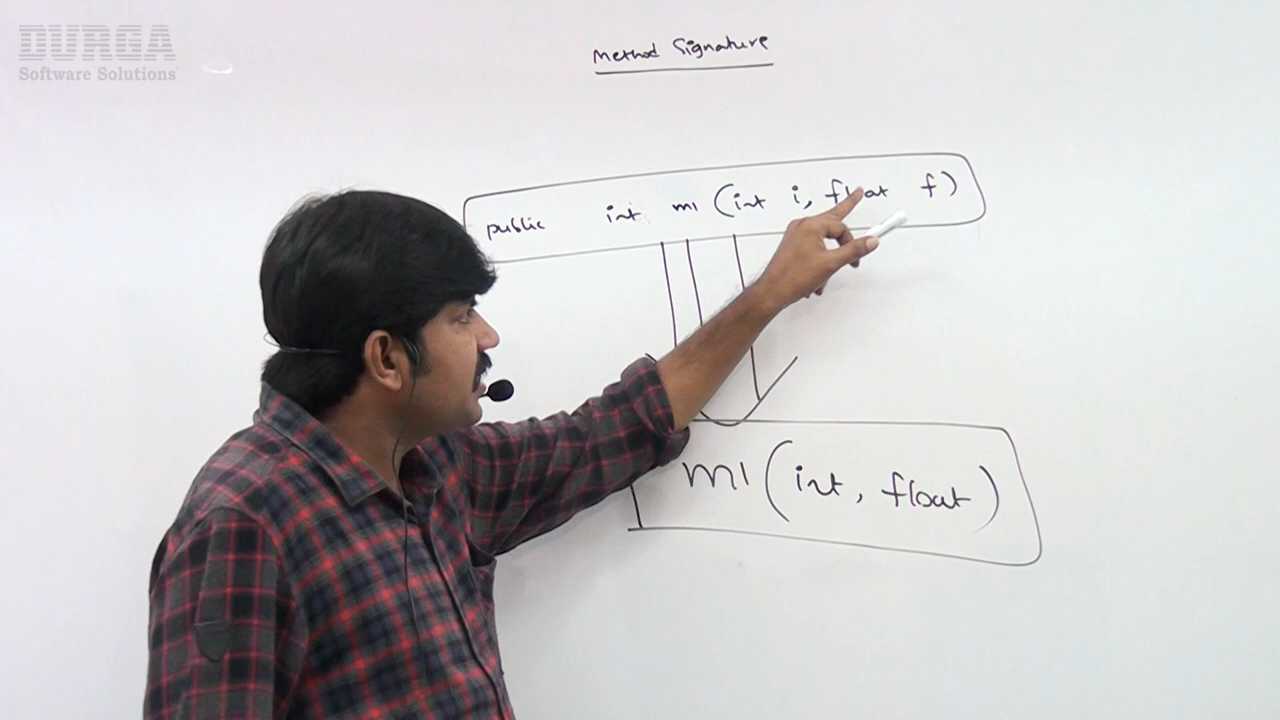 DURGA
Software Solutions
Method Signature
public int m1 (int i, float f)
m1 (int, float)